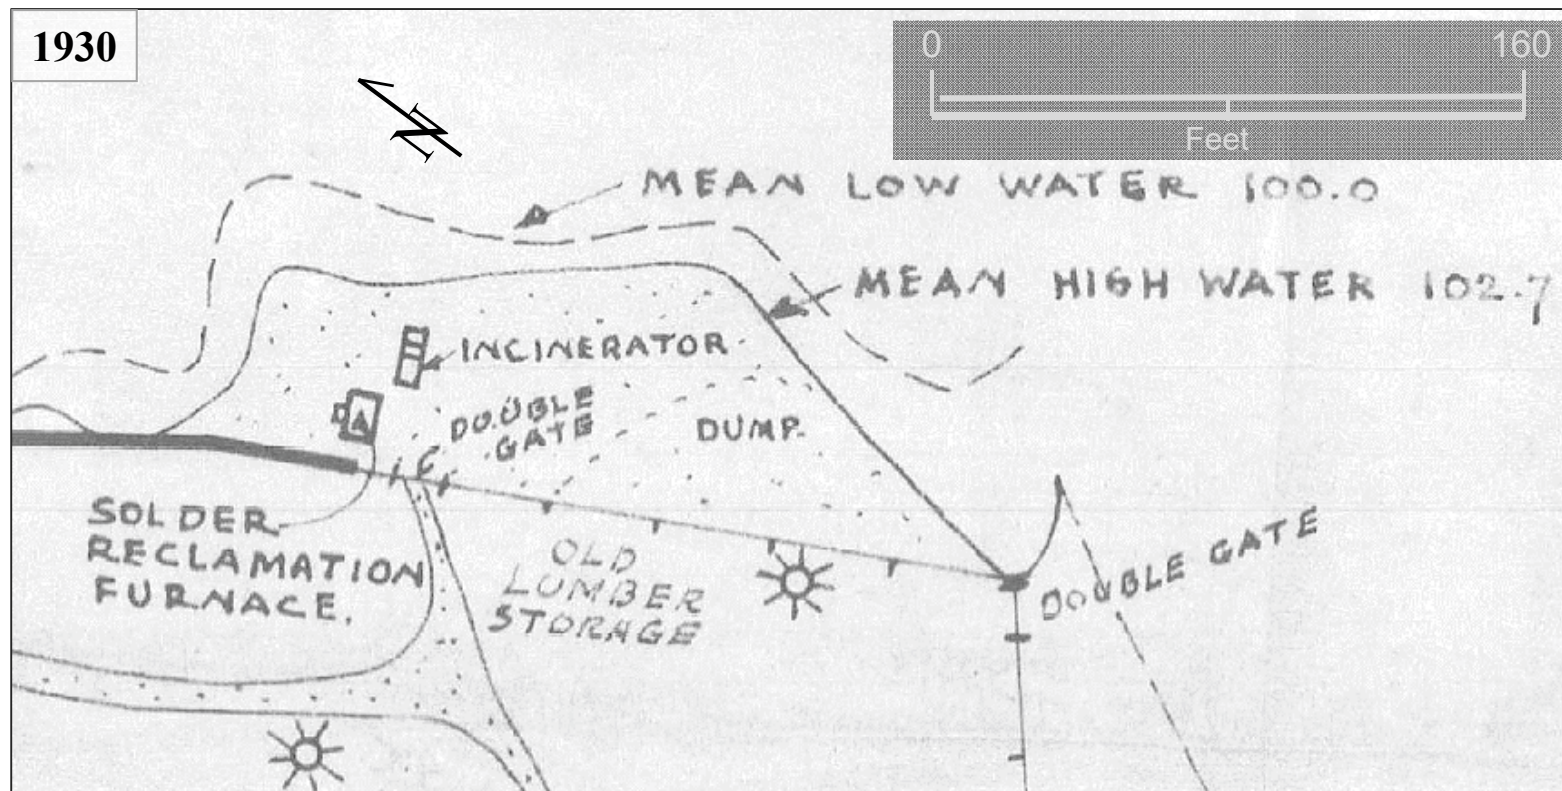 1930
0 160
Feet
N
MEAN LOW WATER 100.0
MEAN HIGH WATER 102.7
INCINERATOR
DOUBLE
GATE
DUMP.
A
SOLDER
RECLAMATION
FURNACE.
OLD
LUMBER
STORAGE
DOUBLE GATE